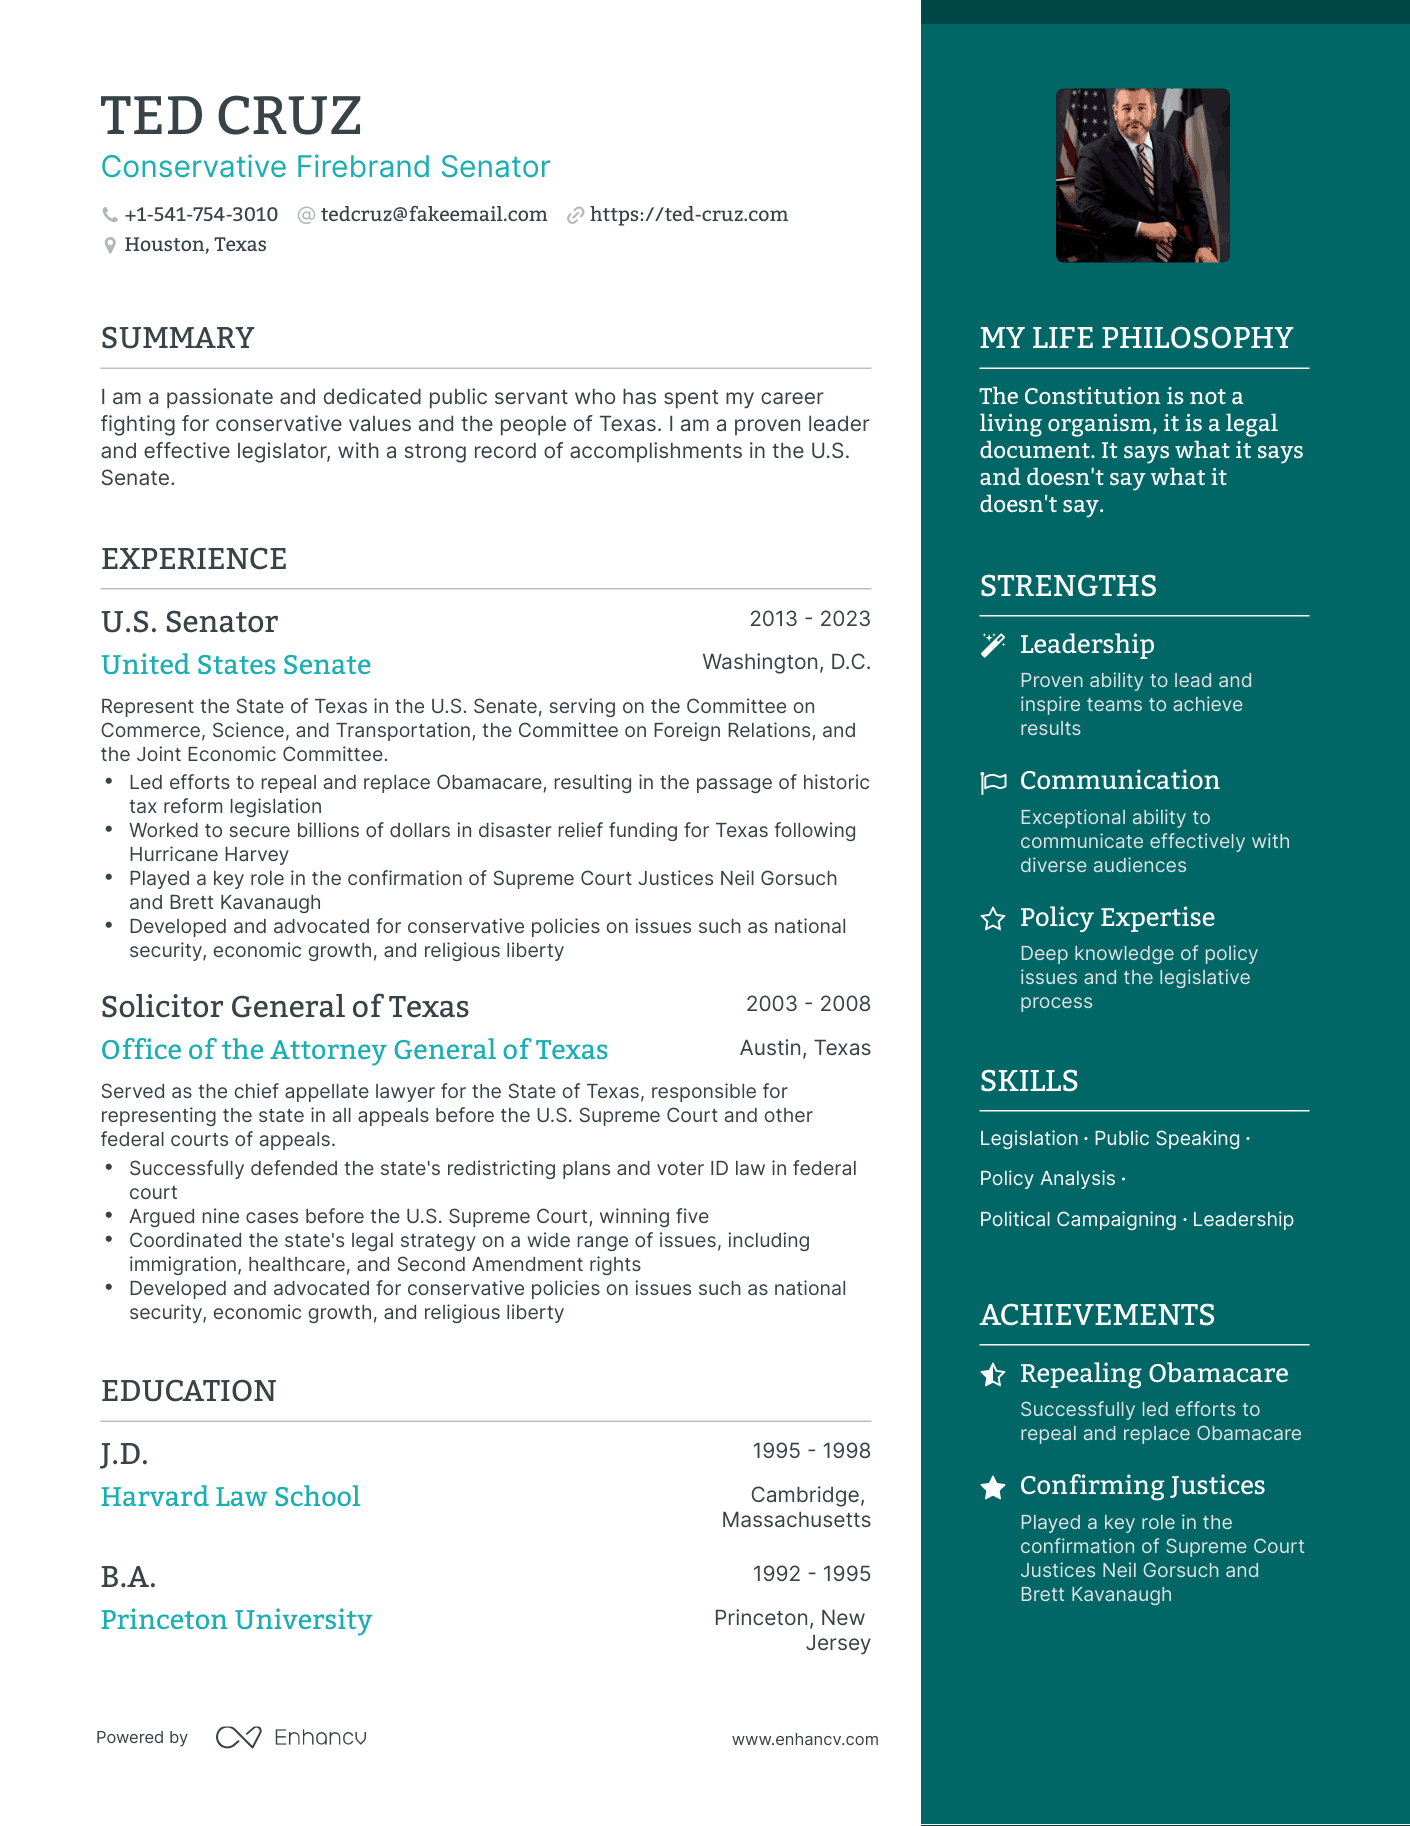 TED CRUZ
Conservative Firebrand Senator
+1-541-754-3010 tedcruz@fakeemail.com https://ted-cruz.com
Houston, Texas
SUMMARY
I am a passionate and dedicated public servant who has spent my career
fighting for conservative values and the people of Texas. I am a proven leader
and effective legislator, with a strong record of accomplishments in the U.S.
Senate.
EXPERIENCE
U.S. Senator 2013 - 2023
United States Senate Washington, D.C.
Represent the State of Texas in the U.S. Senate, serving on the Committee on
Commerce, Science, and Transportation, the Committee on Foreign Relations, and
the Joint Economic Committee.
• Led efforts to repeal and replace Obamacare, resulting in the passage of historic
tax reform legislation
• Worked to secure billions of dollars in disaster relief funding for Texas following
Hurricane Harvey
• Played a key role in the confirmation of Supreme Court Justices Neil Gorsuch
and Brett Kavanaugh
• Developed and advocated for conservative policies on issues such as national
security, economic growth, and religious liberty
Solicitor General of Texas 2003 - 2008
Office of the Attorney General of Texas Austin, Texas
Served as the chief appellate lawyer for the State of Texas, responsible for
representing the state in all appeals before the U.S. Supreme Court and other
federal courts of appeals.
• Successfully defended the state's redistricting plans and voter ID law in federal
court
• Argued nine cases before the U.S. Supreme Court, winning five
• Coordinated the state's legal strategy on a wide range of issues, including
immigration, healthcare, and Second Amendment rights
• Developed and advocated for conservative policies on issues such as national
security, economic growth, and religious liberty
EDUCATION
J.D. 1995 - 1998
Harvard Law School Cambridge,
Massachusetts
B.A. 1992 - 1995
Princeton University Princeton, New
Jersey
MY LIFE PHILOSOPHY
The Constitution is not a
living organism, it is a legal
document. It says what it says
and doesn't say what it
doesn't say.
STRENGTHS
Leadership
Proven ability to lead and
inspire teams to achieve
results
Communication
Exceptional ability to
communicate effectively with
diverse audiences
Policy Expertise
Deep knowledge of policy
issues and the legislative
process
SKILLS
Legislation · Public Speaking ·
Policy Analysis ·
Political Campaigning · Leadership
ACHIEVEMENTS
Repealing Obamacare
Successfully led efforts to
repeal and replace Obamacare
Confirming Justices
Played a key role in the
confirmation of Supreme Court
Justices Neil Gorsuch and
Brett Kavanaugh
Powered by Enhancv www.enhancv.com